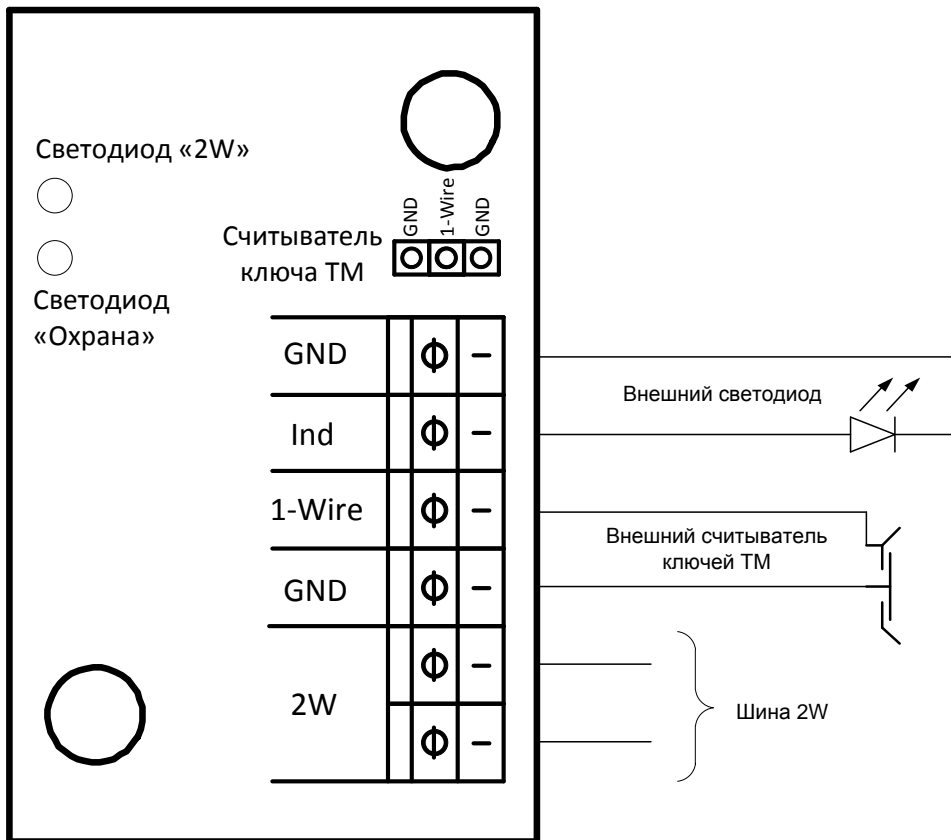 Светодиод «2W»
Светодиод
«Охрана»
GND
1-Wire
GND
Считыватель
ключа ТМ
GND
Ind
1-Wire
GND
2W
Внешний светодиод
Внешний считыватель
ключей ТМ
Шина 2W